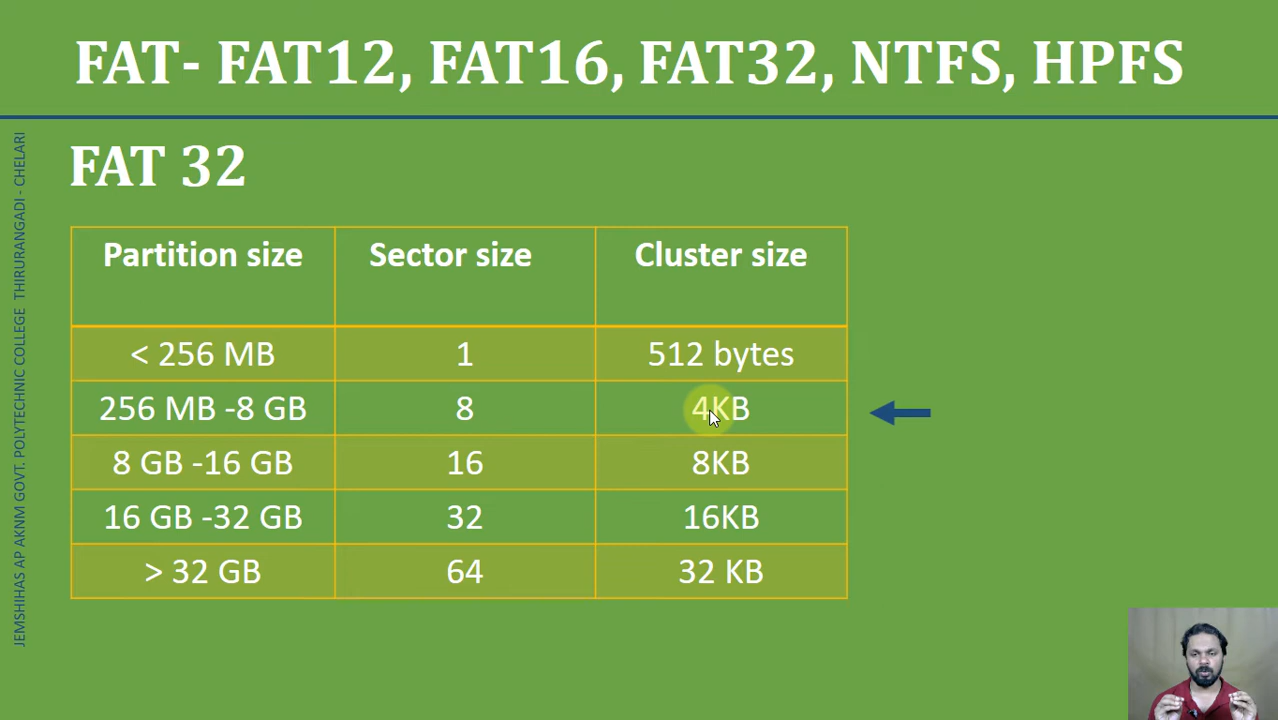 FAT- FAT12, FAT16, FAT32, NTFS, HPFS
FAT 32
Partition size Sector size Cluster size
< 256 MB 1 512 bytes
256 MB -8 GB 8 4KB
8 GB -16 GB 16 8KB
16 GB -32 GB 32 16KB
> 32 GB 64 32 KB
JEMSHIHAS AP AKNM GOVT. POLYTECHNIC COLLEGE THIRURANGADI - CHELARI